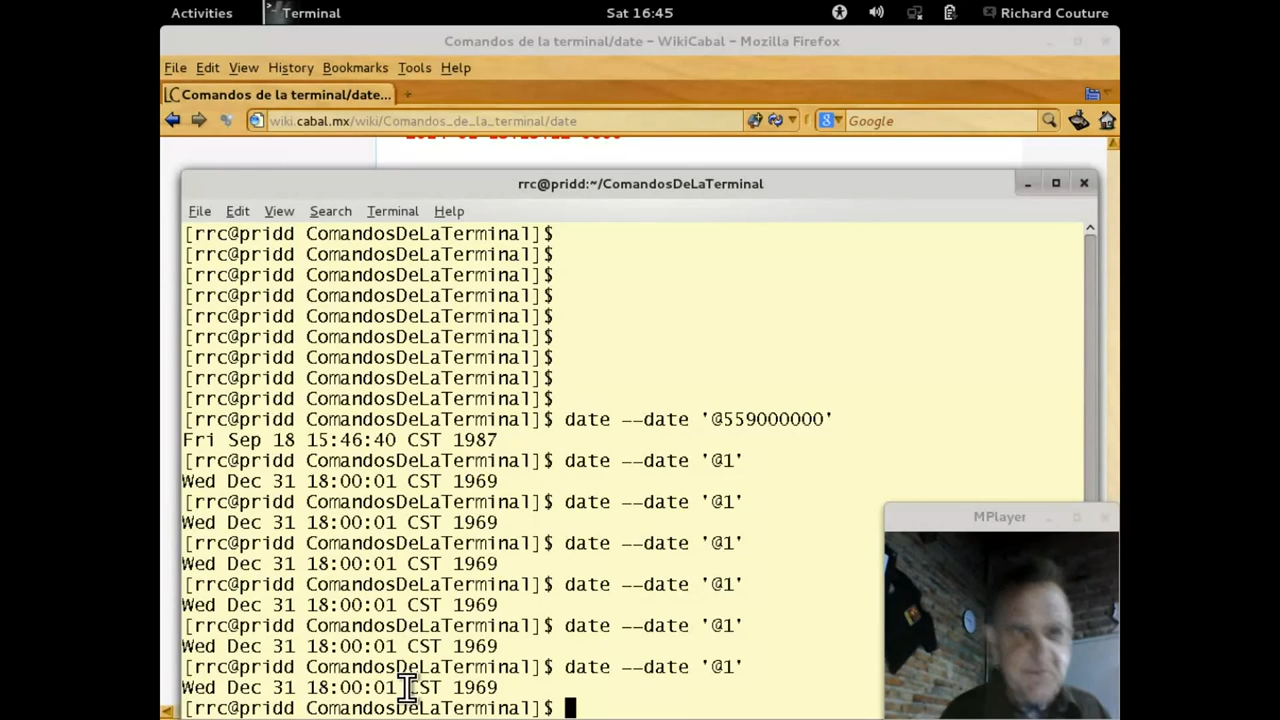 Activities Terminal Sat 16:45 Richard Couture
Comandos de la terminal/date - WikiCabal - Mozilla Firefox
File Edit View History Bookmarks Tools Help
Comandos de la terminal/date...
wiki.cabal.mx/wiki/Comandos_de_la_terminal/date Google
rrc@pridd:~/ComandosDeLaTerminal
File Edit View Search Terminal Help
[rrc@pridd ComandosDeLaTerminal]$
[rrc@pridd ComandosDeLaTerminal]$
[rrc@pridd ComandosDeLaTerminal]$
[rrc@pridd ComandosDeLaTerminal]$
[rrc@pridd ComandosDeLaTerminal]$
[rrc@pridd ComandosDeLaTerminal]$
[rrc@pridd ComandosDeLaTerminal]$
[rrc@pridd ComandosDeLaTerminal]$
[rrc@pridd ComandosDeLaTerminal]$
[rrc@pridd ComandosDeLaTerminal]$ date --date '@559000000'
Fri Sep 18 15:46:40 CST 1987
[rrc@pridd ComandosDeLaTerminal]$ date --date '@1'
Wed Dec 31 18:00:01 CST 1969
[rrc@pridd ComandosDeLaTerminal]$ date --date '@1'
Wed Dec 31 18:00:01 CST 1969
[rrc@pridd ComandosDeLaTerminal]$ date --date '@1'
Wed Dec 31 18:00:01 CST 1969
[rrc@pridd ComandosDeLaTerminal]$ date --date '@1'
Wed Dec 31 18:00:01 CST 1969
[rrc@pridd ComandosDeLaTerminal]$ date --date '@1'
Wed Dec 31 18:00:01 CST 1969
[rrc@pridd ComandosDeLaTerminal]$ date --date '@1'
Wed Dec 31 18:00:01 CST 1969
[rrc@pridd ComandosDeLaTerminal]$
MPlayer